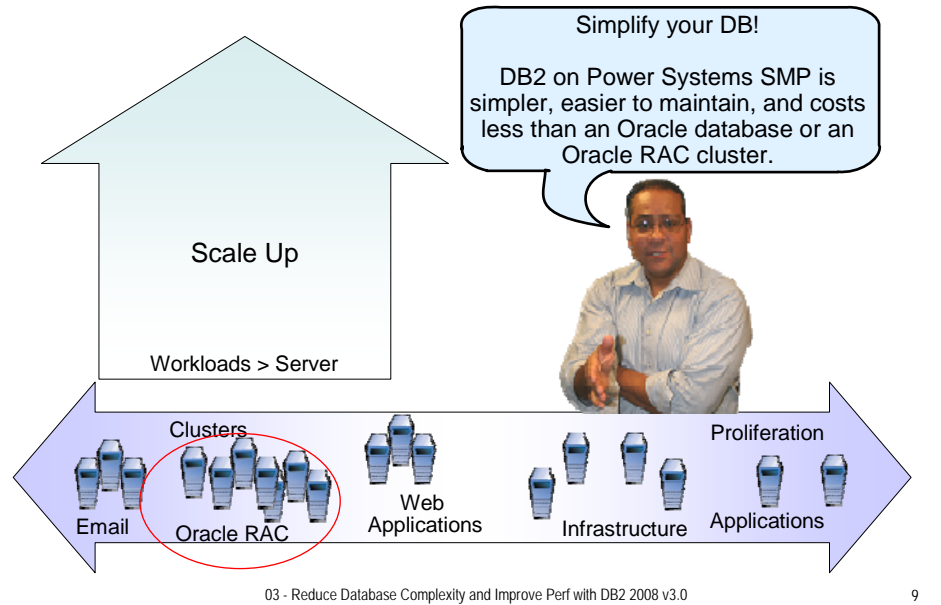 Simplify your DB!
DB2 on Power Systems SMP is
simpler, easier to maintain, and costs
less than an Oracle database or an
Oracle RAC cluster.
Scale Up
Workloads > Server
Clusters
Proliferation
Email
Oracle RAC
Web
Applications
Infrastructure
Applications
03 - Reduce Database Complexity and Improve Perf with DB2 2008 v3.0
9